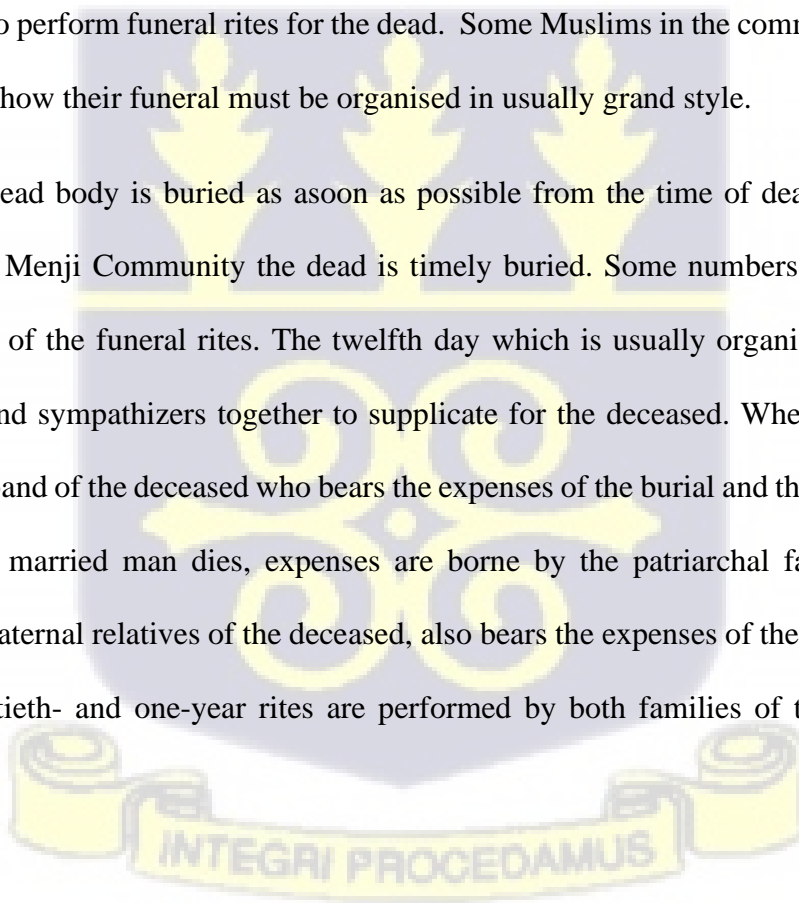 to perform funeral rites for the dead. Some Muslims in the comm
how their funeral must be organised in usually grand style.
ead body is buried as asoon as possible from the time of dea
Menji Community the dead is timely buried. Some numbers
of the funeral rites. The twelfth day which is usually organi
nd sympathizers together to supplicate for the deceased. Whe
and of the deceased who bears the expenses of the burial and th
married man dies, expenses are borne by the patriarchal fa
aternal relatives of the deceased, also bears the expenses of the
tieth- and one-year rites are performed by both families of t
INTEGRI PROCEDAMUS